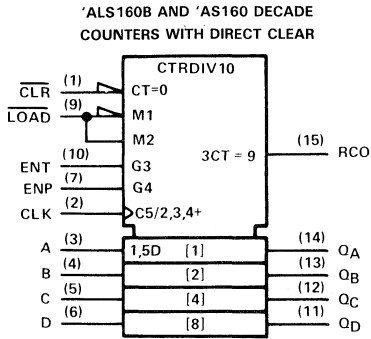 'ALS160B AND 'AS160 DECADE
COUNTERS WITH DIRECT CLEAR
CTRDIV10
CLR (1) CT=0
LOAD (9) M1
M2
3CT = 9 (15) RCO
ENT (10) G3
ENP (7) G4
CLK (2) C5/2,3,4+
A (3) 1,5D [1] (14) QA
B (4) [2] (13) QB
C (5) [4] (12) QC
D (6) [8] (11) QD